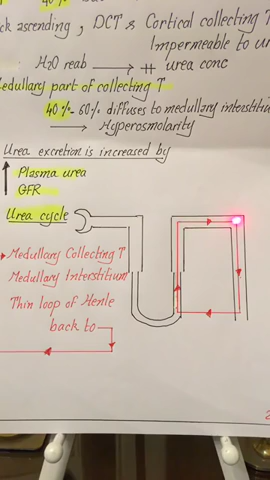 ck ascending, DCT & Cortical collecting T
Impermeable to ur
H₂O reab → ++ urea conc
Medullary part of collecting T
40%-60% diffuses to medullary interstiti
→ Hyperosmolarity
Urea excretion is increased by
↑ Plasma urea
GFR
Urea cycle
→ Medullary Collecting T
Medullary Interstitium
Thin loop of Henle
back to